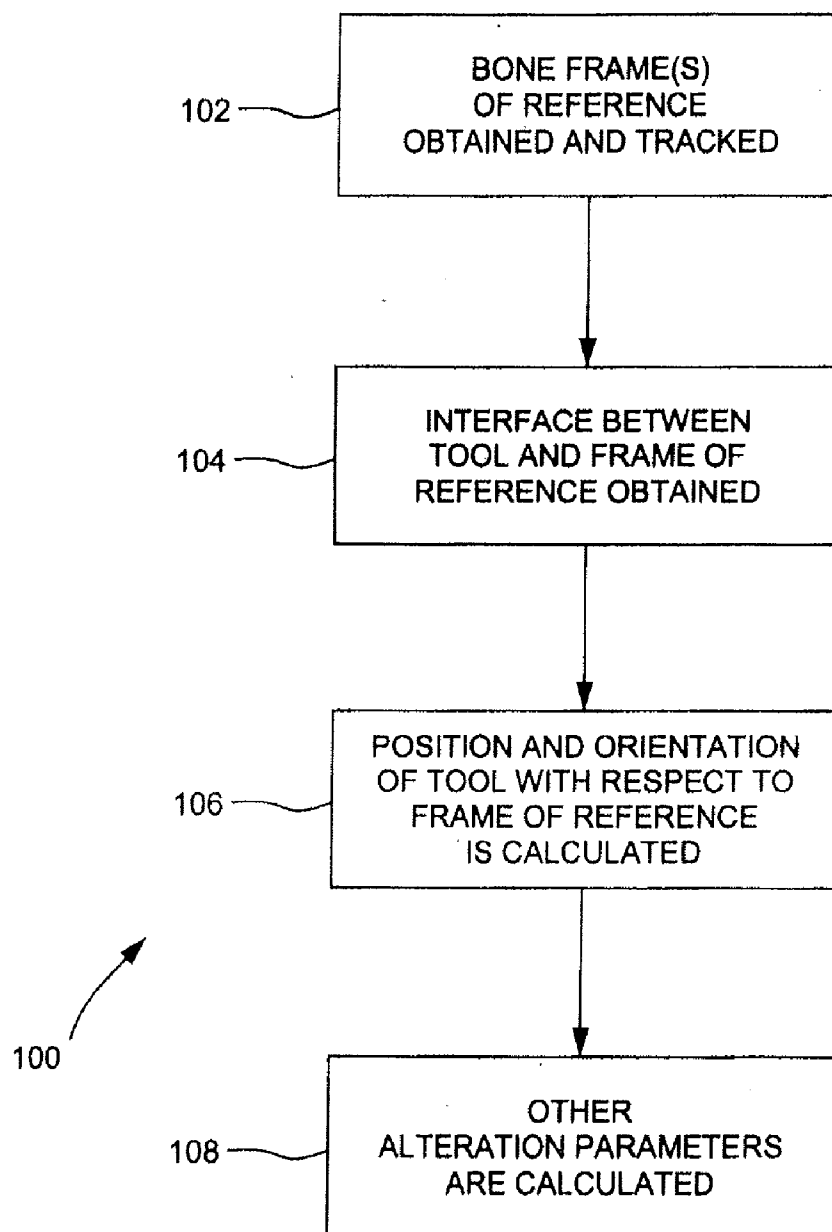 102
BONE FRAME(S)
OF REFERENCE
OBTAINED AND TRACKED
104
INTERFACE BETWEEN
TOOL AND FRAME OF
REFERENCE OBTAINED
106
POSITION AND ORIENTATION
OF TOOL WITH RESPECT TO
FRAME OF REFERENCE
IS CALCULATED
100
108
OTHER
ALTERATION PARAMETERS
ARE CALCULATED